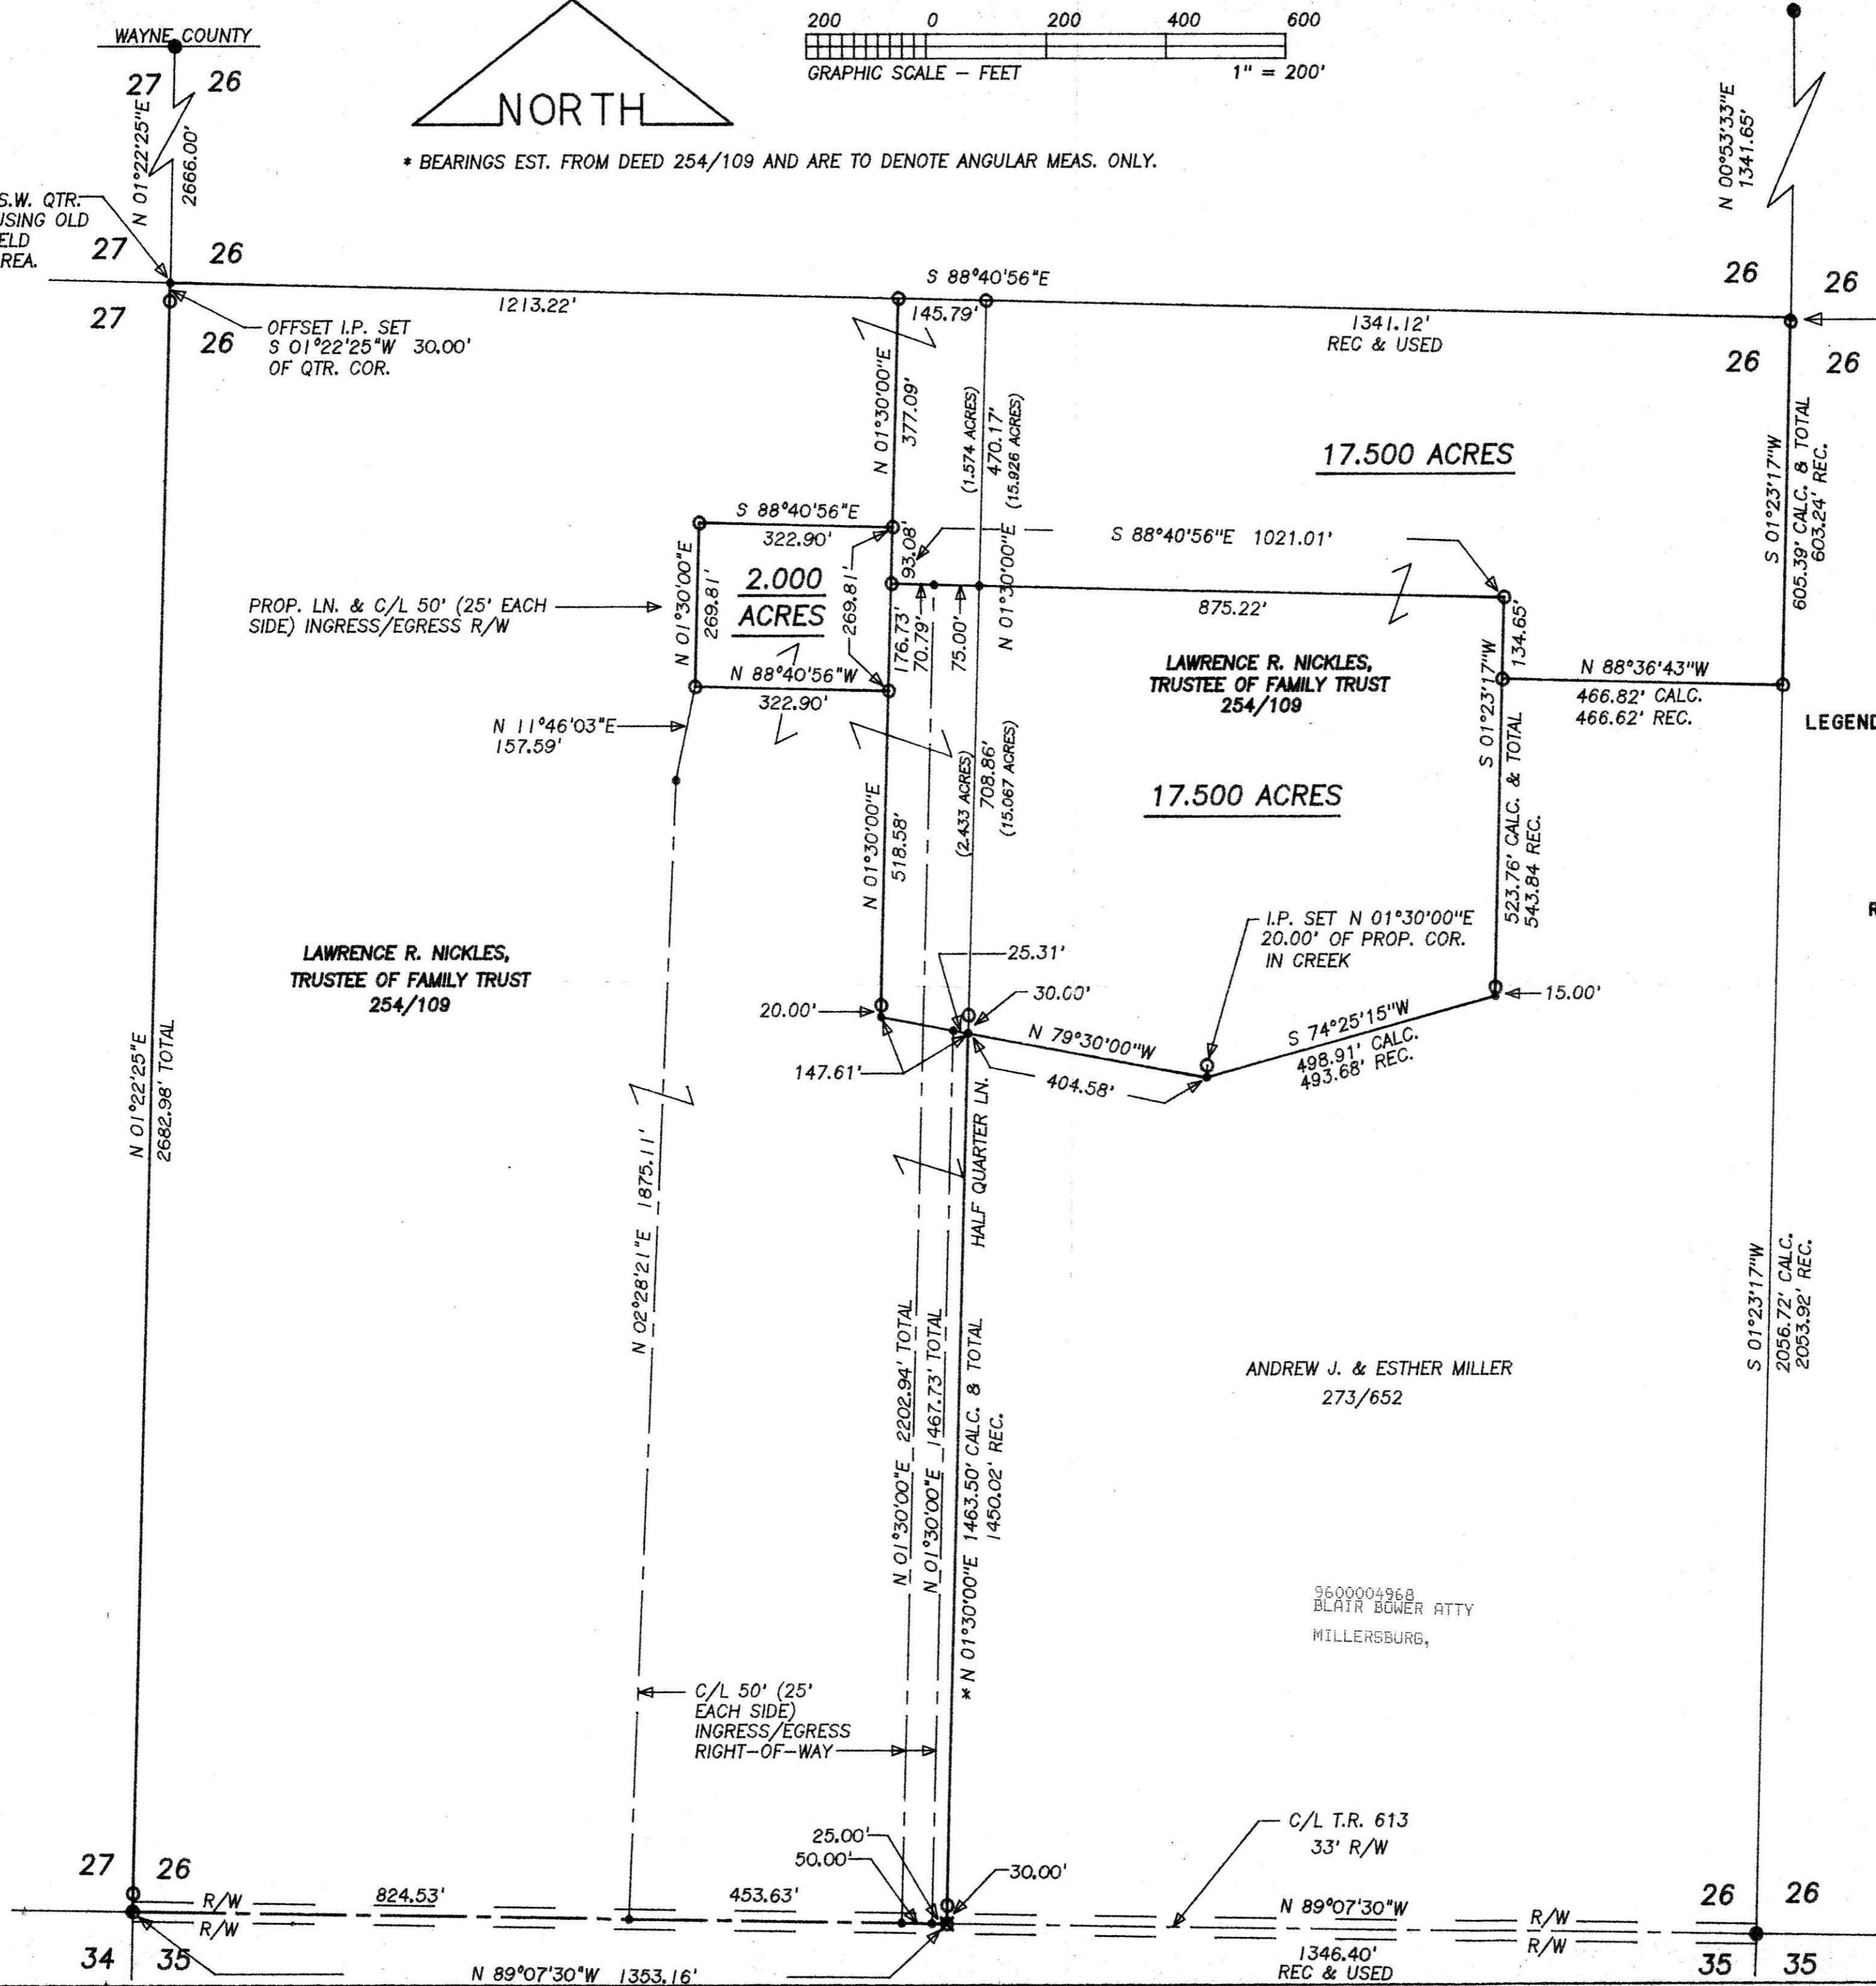 WAYNE COUNTY
27 26
N 01°22'25"E
2666.00'
NORTH
200 0 200 400 600
GRAPHIC SCALE – FEET 1" = 200'
* BEARINGS EST. FROM DEED 254/109 AND ARE TO DENOTE ANGULAR MEAS. ONLY.
N 00°53'33"E
1341.65'
S.W. QTR.
USING OLD
27 26
26 26
S 88°40'56"E
1213.22'
145.79'
1341.12'
REC & USED
27 26
26 26
OFFSET I.P. SET
S 01°22'25"W 30.00'
OF QTR. COR.
N 01°30'00"E
377.09'
(1.574 ACRES)
470.17'
(15.926 ACRES)
17.500 ACRES
S 01°23'17"W
605.39' CALC. & TOTAL
603.24' REC.
S 88°40'56"E
322.90'
93.08'
N 01°30'00"E
S 88°40'56"E 1021.01'
2.000
ACRES
N 01°30'00"E
269.81'
269.81'
176.73'
70.79'
75.00'
875.22'
134.65'
PROP. LN. & C/L 50' (25' EACH
SIDE) INGRESS/EGRESS R/W
LAWRENCE R. NICKLES,
TRUSTEE OF FAMILY TRUST
254/109
N 88°40'56"W
322.90'
N 88°36'43"W
466.82' CALC.
466.62' REC.
N 11°46'03"E
157.59'
LEGEND
S 01°23'17"W
523.76' CALC. & TOTAL
543.84 REC.
(2.433 ACRES)
708.86'
(15.067 ACRES)
17.500 ACRES
N 01°30'00"E
518.58'
I.P. SET N 01°30'00"E
20.00' OF PROP. COR.
IN CREEK
LAWRENCE R. NICKLES,
TRUSTEE OF FAMILY TRUST
254/109
25.31'
30.00'
15.00'
20.00'
N 79°30'00"W
S 74°25'15"W
498.91' CALC.
493.68' REC.
147.61'
404.58'
N 01°22'25"E
2682.98' TOTAL
HALF QUARTER LN.
N 02°28'21"E 1875.11'
S 01°23'17"W
2056.72' CALC.
2053.92' REC.
N 01°30'00"E 2202.94' TOTAL
N 01°30'00"E 1467.73' TOTAL
* N 01°30'00"E 1463.50' CALC. & TOTAL
1450.02' REC.
ANDREW J. & ESTHER MILLER
273/652
9600004968
BLAIR BOWER ATTY
MILLERSBURG,
C/L 50' (25'
EACH SIDE)
INGRESS/EGRESS
RIGHT-OF-WAY
C/L T.R. 613
33' R/W
25.00'
50.00'
30.00'
27 26
26 26
R/W
824.53'
453.63'
N 89°07'30"W
R/W
R/W
R/W
34 35
N 89°07'30"W 1353.16'
1346.40'
REC & USED
35 35